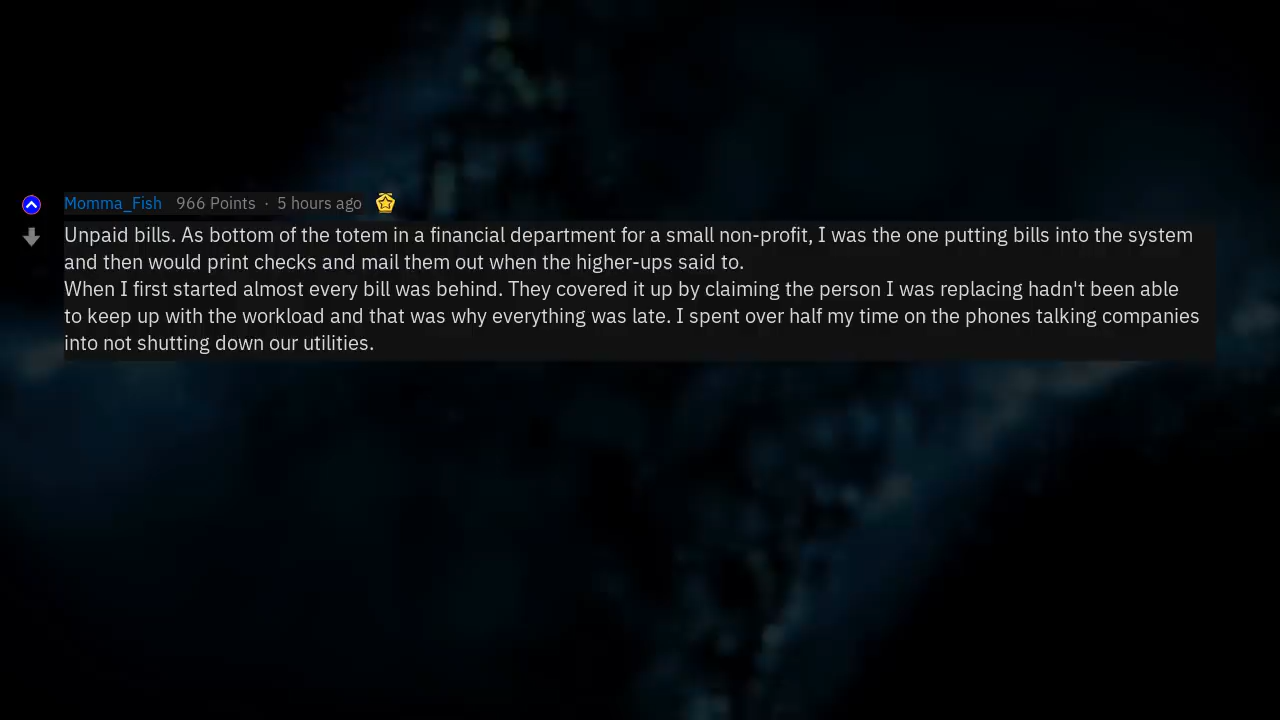 Momma_Fish 966 Points · 5 hours ago
Unpaid bills. As bottom of the totem in a financial department for a small non-profit, I was the one putting bills into the system
and then would print checks and mail them out when the higher-ups said to.
When I first started almost every bill was behind. They covered it up by claiming the person I was replacing hadn't been able
to keep up with the workload and that was why everything was late. I spent over half my time on the phones talking companies
into not shutting down our utilities.